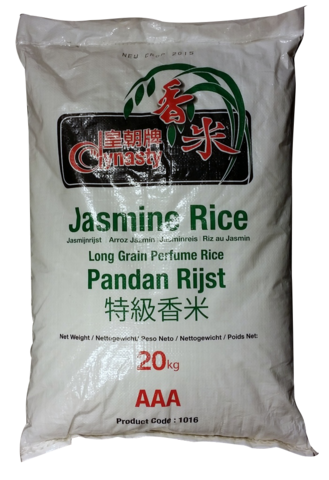 皇朝牌
Dynasty
香米
Jasmine Rice
Jasmijnrijst Arroz Jazmin Jasminreis Riz au Jasmin
Long Grain Perfume Rice
Pandan Rijst
特級香米
Net Weight / Nettogewicht/ Peso Neto / Nettogewicht / Poids Net:
20kg
AAA
Product Code : 1016